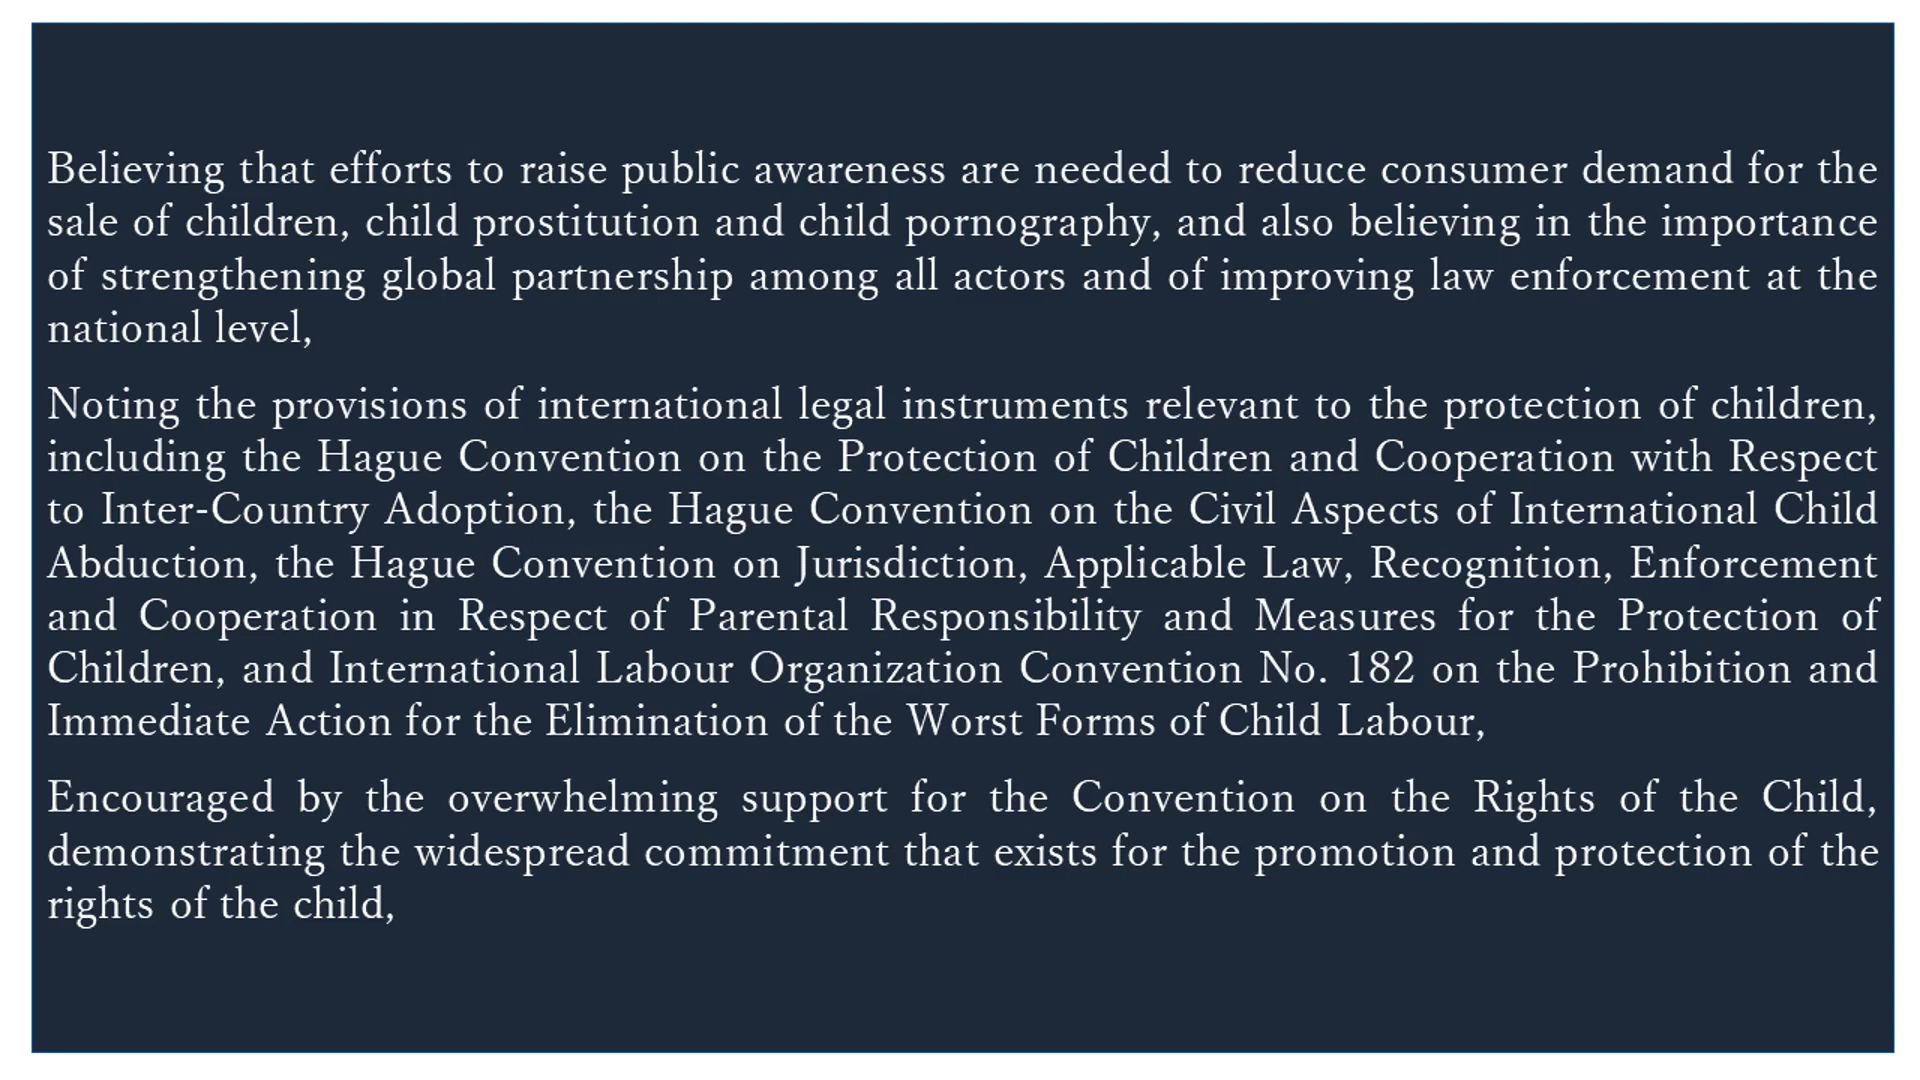 Believing that efforts to raise public awareness are needed to reduce consumer demand for the
sale of children, child prostitution and child pornography, and also believing in the importance
of strengthening global partnership among all actors and of improving law enforcement at the
national level,
Noting the provisions of international legal instruments relevant to the protection of children,
including the Hague Convention on the Protection of Children and Cooperation with Respect
to Inter-Country Adoption, the Hague Convention on the Civil Aspects of International Child
Abduction, the Hague Convention on Jurisdiction, Applicable Law, Recognition, Enforcement
and Cooperation in Respect of Parental Responsibility and Measures for the Protection of
Children, and International Labour Organization Convention No. 182 on the Prohibition and
Immediate Action for the Elimination of the Worst Forms of Child Labour,
Encouraged by the overwhelming support for the Convention on the Rights of the Child,
demonstrating the widespread commitment that exists for the promotion and protection of the
rights of the child,